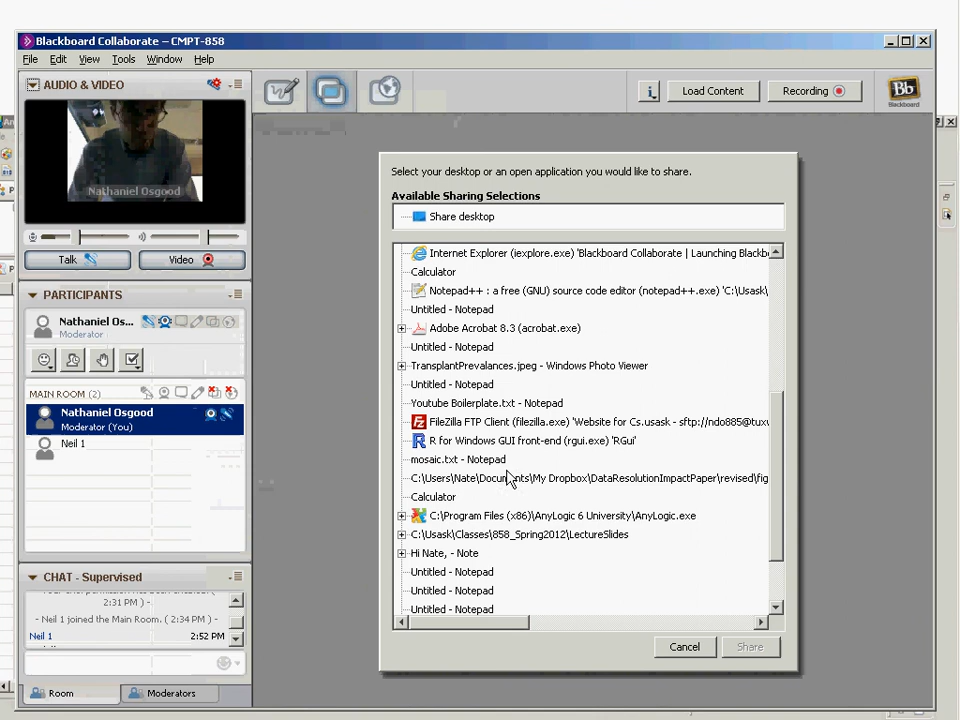 Blackboard Collaborate – CMPT-858
File Edit View Tools Window Help
AUDIO & VIDEO
Load Content
Recording
Bb
Blackboard
Nathaniel Osgood
Talk
Video
PARTICIPANTS
Nathaniel Os...
Moderator
MAIN ROOM (2)
Nathaniel Osgood
Moderator (You)
Neil 1
CHAT - Supervised
2:31 PM ) -
- Neil 1 joined the Main Room. ( 2:34 PM ) -
Neil 1 2:52 PM
Room
Moderators
Select your desktop or an open application you would like to share.
Available Sharing Selections
Share desktop
Internet Explorer (iexplore.exe) 'Blackboard Collaborate | Launching Blackbo
Calculator
Notepad++ : a free (GNU) source code editor (notepad++.exe) 'C:\Usask\
Untitled - Notepad
Adobe Acrobat 8.3 (acrobat.exe)
Untitled - Notepad
TransplantPrevalances.jpeg - Windows Photo Viewer
Untitled - Notepad
Youtube Boilerplate.txt - Notepad
FileZilla FTP Client (filezilla.exe) 'Website for Cs.usask - sftp://ndo885@tuxw
R for Windows GUI front-end (rgui.exe) 'RGui'
mosaic.txt - Notepad
C:\Users\Nate\Documents\My Dropbox\DataResolutionImpactPaper\revised\fig
Calculator
C:\Program Files (x86)\AnyLogic 6 University\AnyLogic.exe
C:\Usask\Classes\858_Spring2012\LectureSlides
Hi Nate, - Note
Untitled - Notepad
Untitled - Notepad
Untitled - Notepad
Cancel
Share